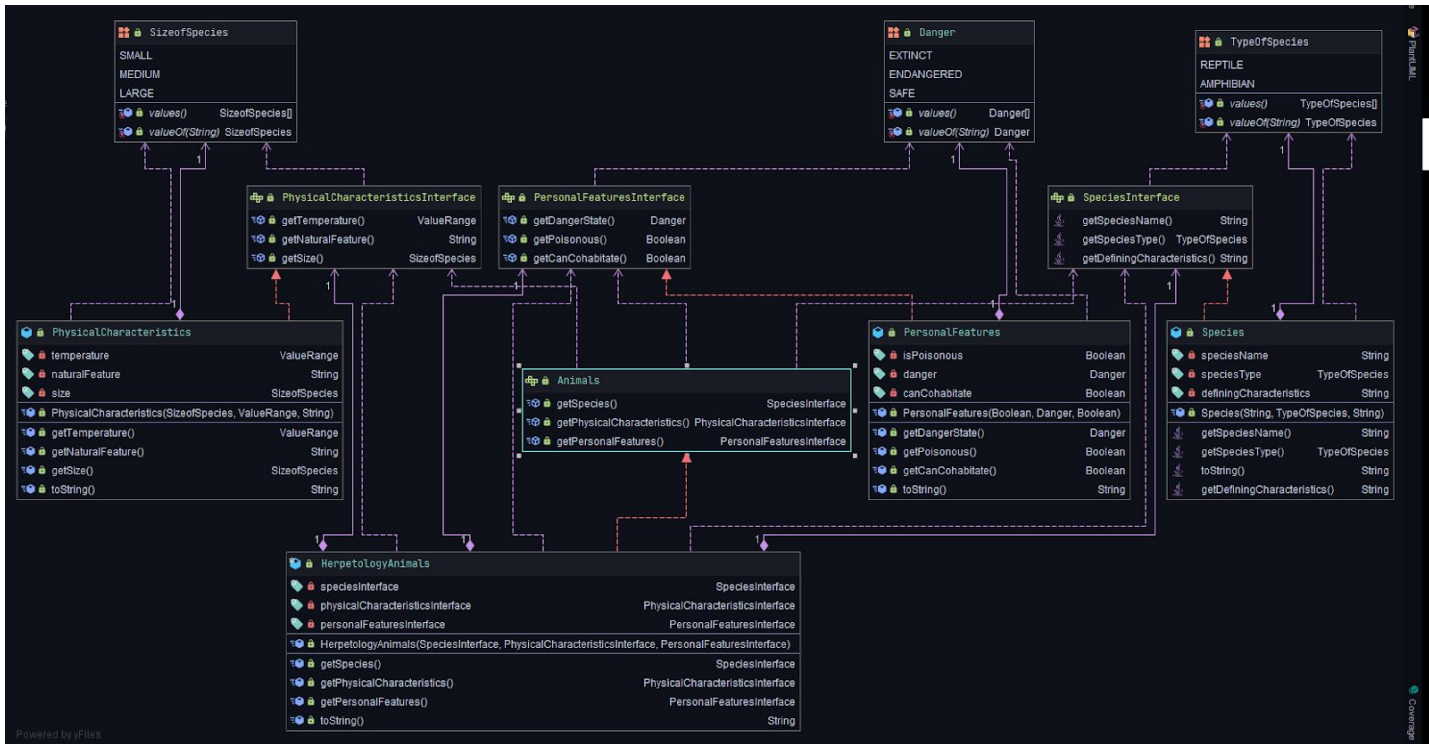 SizeofSpecies
SMALL
MEDIUM
LARGE
values() SizeofSpecies[]
valueOf(String) SizeofSpecies
Danger
EXTINCT
ENDANGERED
SAFE
values() Danger[]
valueOf(String) Danger
TypeOfSpecies
REPTILE
AMPHIBIAN
values() TypeOfSpecies[]
valueOf(String) TypeOfSpecies
PlantUML
1
1
1
PhysicalCharacteristicsInterface
getTemperature() ValueRange
getNaturalFeature() String
getSize() SizeofSpecies
PersonalFeaturesInterface
getDangerState() Danger
getPoisonous() Boolean
getCanCohabitate() Boolean
SpeciesInterface
getSpeciesName() String
getSpeciesType() TypeOfSpecies
getDefiningCharacteristics() String
1
1
1
1
1
1
PhysicalCharacteristics
temperature ValueRange
naturalFeature String
size SizeofSpecies
PhysicalCharacteristics(SizeofSpecies, ValueRange, String)
getTemperature() ValueRange
getNaturalFeature() String
getSize() SizeofSpecies
toString() String
Animals
getSpecies() SpeciesInterface
getPhysicalCharacteristics() PhysicalCharacteristicsInterface
getPersonalFeatures() PersonalFeaturesInterface
PersonalFeatures
isPoisonous Boolean
danger Danger
canCohabitate Boolean
PersonalFeatures(Boolean, Danger, Boolean)
getDangerState() Danger
getPoisonous() Boolean
getCanCohabitate() Boolean
toString() String
Species
speciesName String
speciesType TypeOfSpecies
definingCharacteristics String
Species(String, TypeOfSpecies, String)
getSpeciesName() String
getSpeciesType() TypeOfSpecies
toString() String
getDefiningCharacteristics() String
1
1
1
HerpetologyAnimals
speciesInterface SpeciesInterface
physicalCharacteristicsInterface PhysicalCharacteristicsInterface
personalFeaturesInterface PersonalFeaturesInterface
HerpetologyAnimals(SpeciesInterface, PhysicalCharacteristicsInterface, PersonalFeaturesInterface)
getSpecies() SpeciesInterface
getPhysicalCharacteristics() PhysicalCharacteristicsInterface
getPersonalFeatures() PersonalFeaturesInterface
toString() String
Coverage
Powered by yFiles